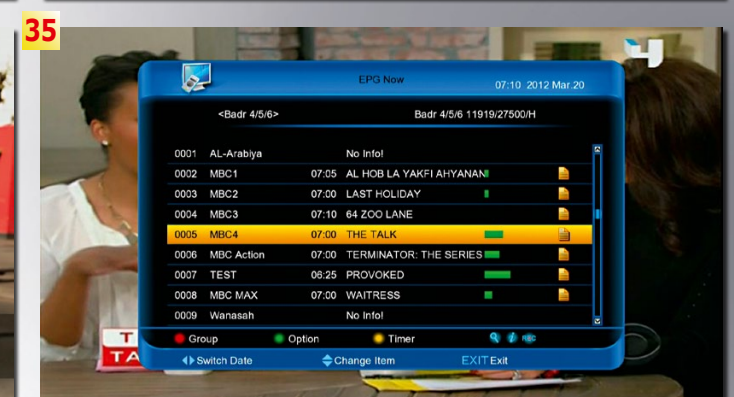 35
EPG Now
07:10 2012 Mar.20
<Badr 4/5/6> Badr 4/5/6 11919/27500/H
0001 AL-Arabiya No Info!
0002 MBC1 07:05 AL HOB LA YAKFI AHYANAN
0003 MBC2 07:00 LAST HOLIDAY
0004 MBC3 07:10 64 ZOO LANE
0005 MBC4 07:00 THE TALK
0006 MBC Action 07:00 TERMINATOR: THE SERIES
0007 TEST 06:25 PROVOKED
0008 MBC MAX 07:00 WAITRESS
0009 Wanasah No Info!
Group Option Timer REC
Switch Date Change Item EXIT Exit
T
TA